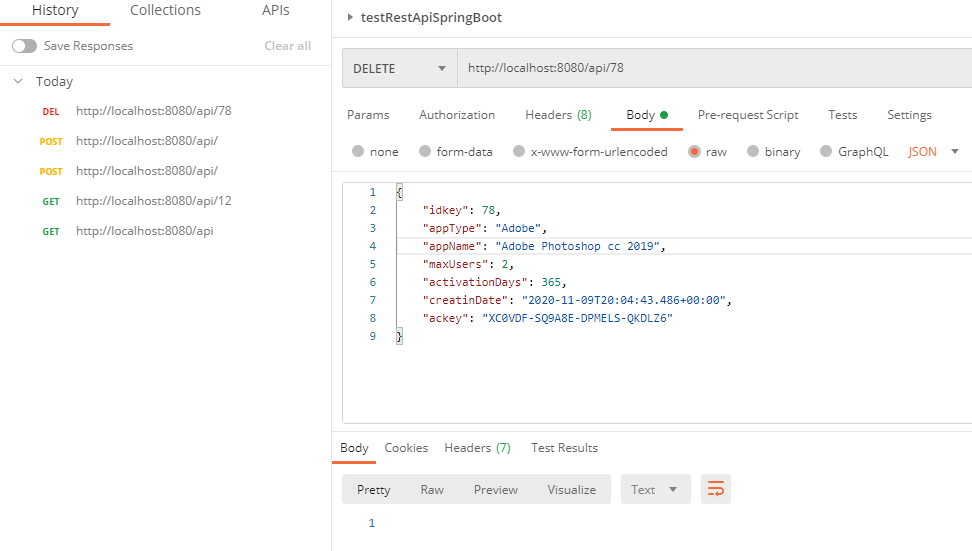 History Collections APIs
Save Responses Clear all
Today
DEL http://localhost:8080/api/78
POST http://localhost:8080/api/
POST http://localhost:8080/api/
GET http://localhost:8080/api/12
GET http://localhost:8080/api
testRestApiSpringBoot
DELETE http://localhost:8080/api/78
Params Authorization Headers (8) Body Pre-request Script Tests Settings
none form-data x-www-form-urlencoded raw binary GraphQL JSON
1 {
2 "idkey": 78,
3 "appType": "Adobe",
4 "appName": "Adobe Photoshop cc 2019",
5 "maxUsers": 2,
6 "activationDays": 365,
7 "creatinDate": "2020-11-09T20:04:43.486+00:00",
8 "ackey": "XC0VDF-SQ9A8E-DPMELS-QKDLZ6"
9 }
Body Cookies Headers (7) Test Results
Pretty Raw Preview Visualize Text
1